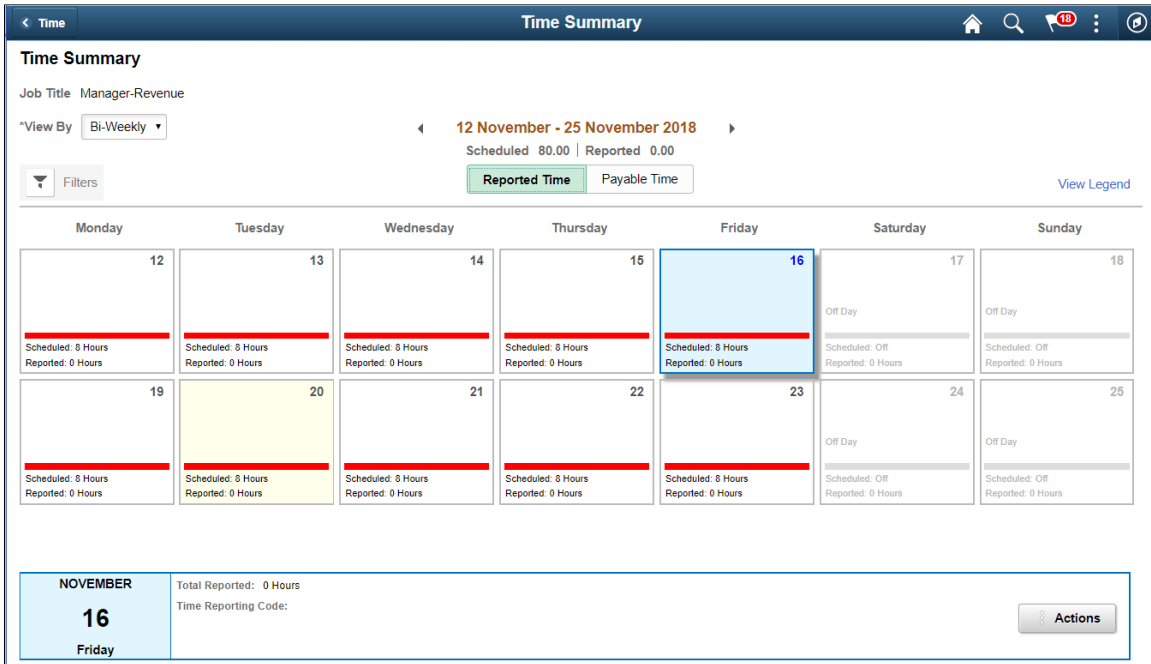 Time
Time Summary
18
Time Summary
Job Title Manager-Revenue
*View By Bi-Weekly
12 November - 25 November 2018
Scheduled 80.00 | Reported 0.00
Filters
Reported Time Payable Time
View Legend
Monday Tuesday Wednesday Thursday Friday Saturday Sunday
12 13 14 15 16 17 18
Off Day Off Day
Scheduled: 8 Hours Scheduled: 8 Hours Scheduled: 8 Hours Scheduled: 8 Hours Scheduled: 8 Hours Scheduled: Off Scheduled: Off
Reported: 0 Hours Reported: 0 Hours Reported: 0 Hours Reported: 0 Hours Reported: 0 Hours Reported: 0 Hours Reported: 0 Hours
19 20 21 22 23 24 25
Off Day Off Day
Scheduled: 8 Hours Scheduled: 8 Hours Scheduled: 8 Hours Scheduled: 8 Hours Scheduled: 8 Hours Scheduled: Off Scheduled: Off
Reported: 0 Hours Reported: 0 Hours Reported: 0 Hours Reported: 0 Hours Reported: 0 Hours Reported: 0 Hours Reported: 0 Hours
NOVEMBER
16
Friday
Total Reported: 0 Hours
Time Reporting Code:
Actions